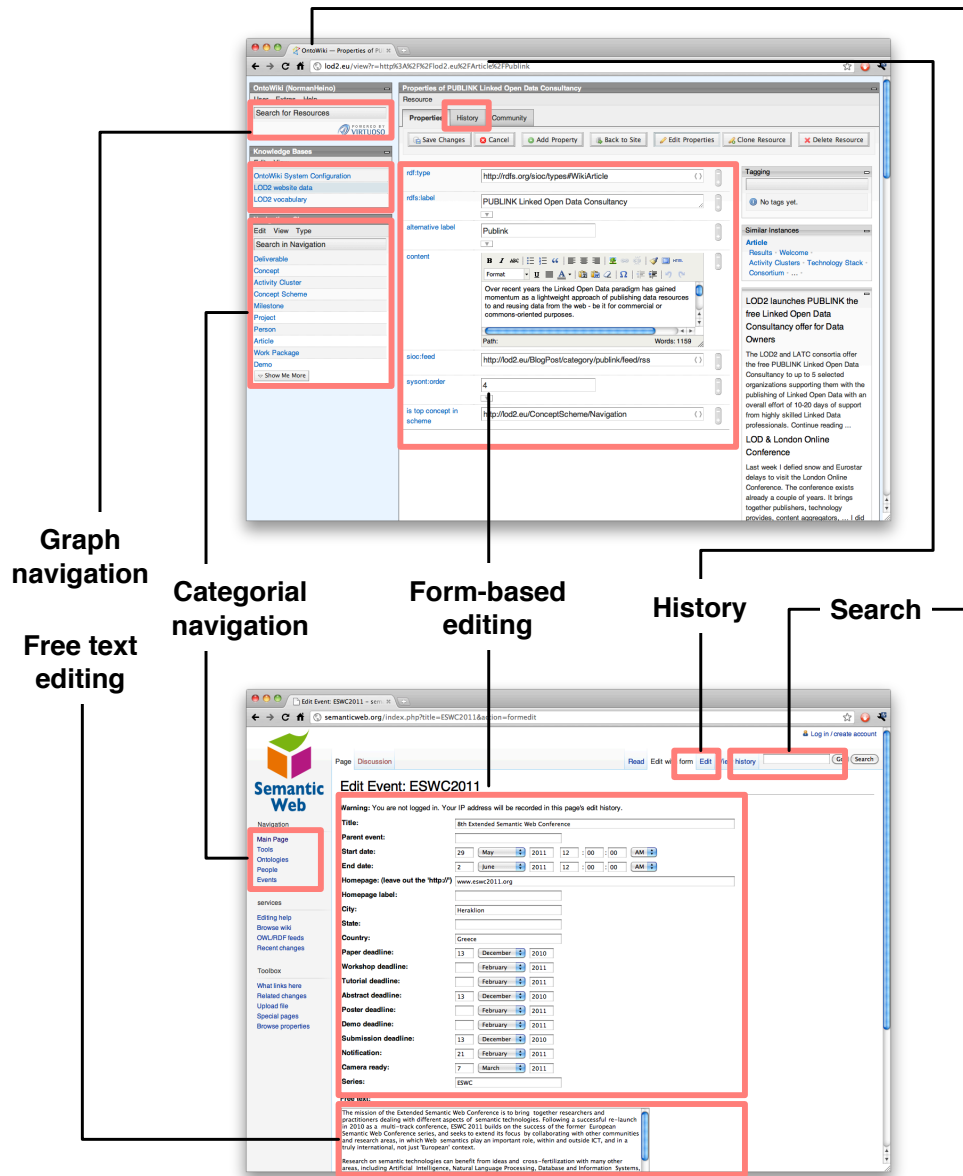 OntoWiki — Properties of PU
lod2.eu/view?r=http%3A%2F%2Flod2.eu%2FArticle%2FPublink
OntoWiki (NormanHeino)
User Extras Help
Search for Resources
POWERED BY
VIRTUOSO
Knowledge Bases
OntoWiki System Configuration
LOD2 website data
LOD2 vocabulary
Edit View Type
Search in Navigation
Deliverable
Concept
Activity Cluster
Concept Scheme
Milestone
Project
Person
Article
Work Package
Demo
Show Me More
Properties of PUBLINK Linked Open Data Consultancy
Resource
Properties History Community
Save Changes Cancel Add Property Back to Site Edit Properties Clone Resource Delete Resource
rdf:type http://rdfs.org/sioc/types#WikiArticle
rdfs:label PUBLINK Linked Open Data Consultancy
alternative label Publink
content
Format
Over recent years the Linked Open Data paradigm has gained
momentum as a lightweight approach of publishing data resources
to and reusing data from the web - be it for commercial or
commons-oriented purposes.
Path: Words: 1159
sioc:feed http://lod2.eu/BlogPost/category/publink/feed/rss
sysont:order 4
is top concept in
scheme http://lod2.eu/ConceptScheme/Navigation
Tagging
No tags yet.
Similar Instances
Article
Results · Welcome ·
Activity Clusters · Technology Stack ·
Consortium · ... ·
LOD2 launches PUBLINK the
free Linked Open Data
Consultancy offer for Data
Owners
The LOD2 and LATC consortia offer
the free PUBLINK Linked Open Data
Consultancy to up to 5 selected
organizations supporting them with the
publishing of Linked Open Data with an
overall effort of 10-20 days of support
from highly skilled Linked Data
professionals. Continue reading ...
LOD & London Online
Conference
Last week I defied snow and Eurostar
delays to visit the London Online
Conference. The conference exists
already a couple of years. It brings
together publishers, technology
provides, content aggregators, ... I did
Graph
navigation
Categorial
navigation
Form-based
editing
History
Search
Free text
editing
Edit Event: ESWC2011 – sem
semanticweb.org/index.php?title=ESWC2011&action=formedit
Log in / create account
Page Discussion
Read Edit with form Edit View history Go Search
Semantic
Web
Navigation
Main Page
Tools
Ontologies
People
Events
services
Editing help
Browse wiki
OWL/RDF feeds
Recent changes
Toolbox
What links here
Related changes
Upload file
Special pages
Browse properties
Edit Event: ESWC2011
Warning: You are not logged in. Your IP address will be recorded in this page's edit history.
Title: 8th Extended Semantic Web Conference
Parent event:
Start date: 29 May 2011 12 : 00 : 00 AM
End date: 2 June 2011 12 : 00 : 00 AM
Homepage: (leave out the 'http://') www.eswc2011.org
Homepage label:
City: Heraklion
State:
Country: Greece
Paper deadline: 13 December 2010
Workshop deadline: February 2011
Tutorial deadline: February 2011
Abstract deadline: 13 December 2010
Poster deadline: February 2011
Demo deadline: February 2011
Submission deadline: 13 December 2010
Notification: 21 February 2011
Camera ready: 7 March 2011
Series: ESWC
Free text:
The mission of the Extended Semantic Web Conference is to bring together researchers and
practitioners dealing with different aspects of semantic technologies. Following a successful re-launch
in 2010 as a multi-track conference, ESWC 2011 builds on the success of the former European
Semantic Web Conference series, and seeks to extend its focus by collaborating with other communities
and research areas, in which Web semantics play an important role, within and outside ICT, and in a
truly international, not just 'European' context.
Research on semantic technologies can benefit from ideas and cross-fertilization with many other
areas, including Artificial Intelligence, Natural Language Processing, Database and Information Systems,